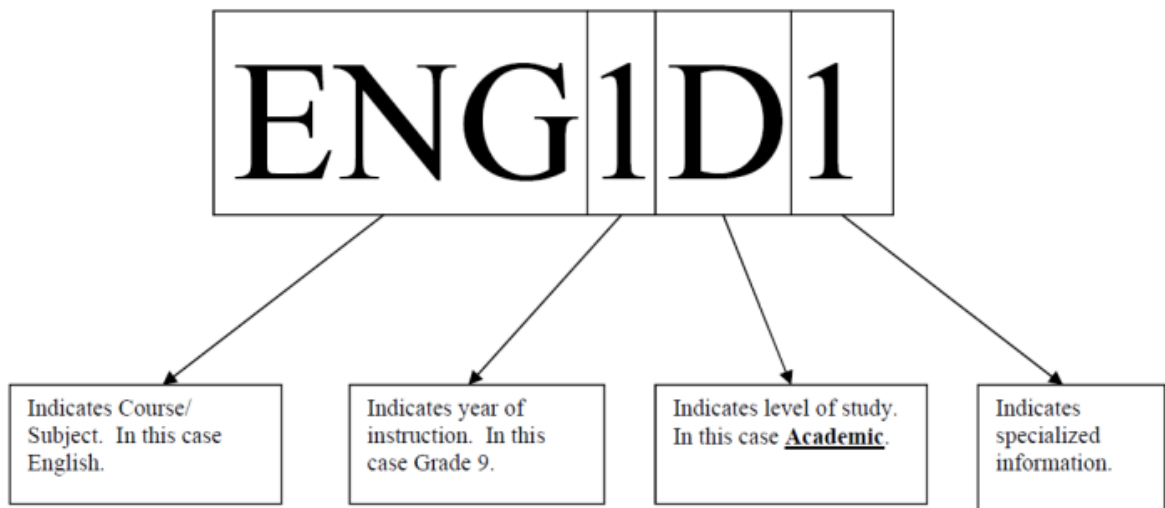 ENG1D1
Indicates Course/
Subject. In this case
English.
Indicates year of
instruction. In this
case Grade 9.
Indicates level of study.
In this case Academic.
Indicates
specialized
information.